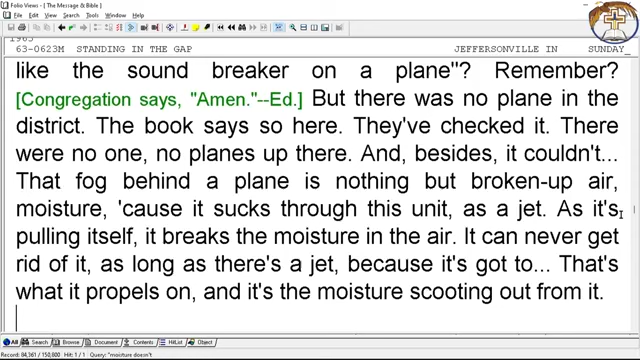 Folio Views - [ The Message & Bible ]
File Edit View Search Tools Window Help
1963
63-0623M STANDING IN THE GAP JEFFERSONVILLE IN SUNDAY_
like the sound breaker on a plane"? Remember?
[Congregation says, "Amen."--Ed.] But there was no plane in the
district. The book says so here. They've checked it. There
were no one, no planes up there. And, besides, it couldn't...
That fog behind a plane is nothing but broken-up air,
moisture, 'cause it sucks through this unit, as a jet. As it's
pulling itself, it breaks the moisture in the air. It can never get
rid of it, as long as there's a jet, because it's got to... That's
what it propels on, and it's the moisture scooting out from it.
All Search Browse Document Contents HitList Object
Record: 84,361 / 150,800 Hit: 1 / 1 Query: "moisture doesn't